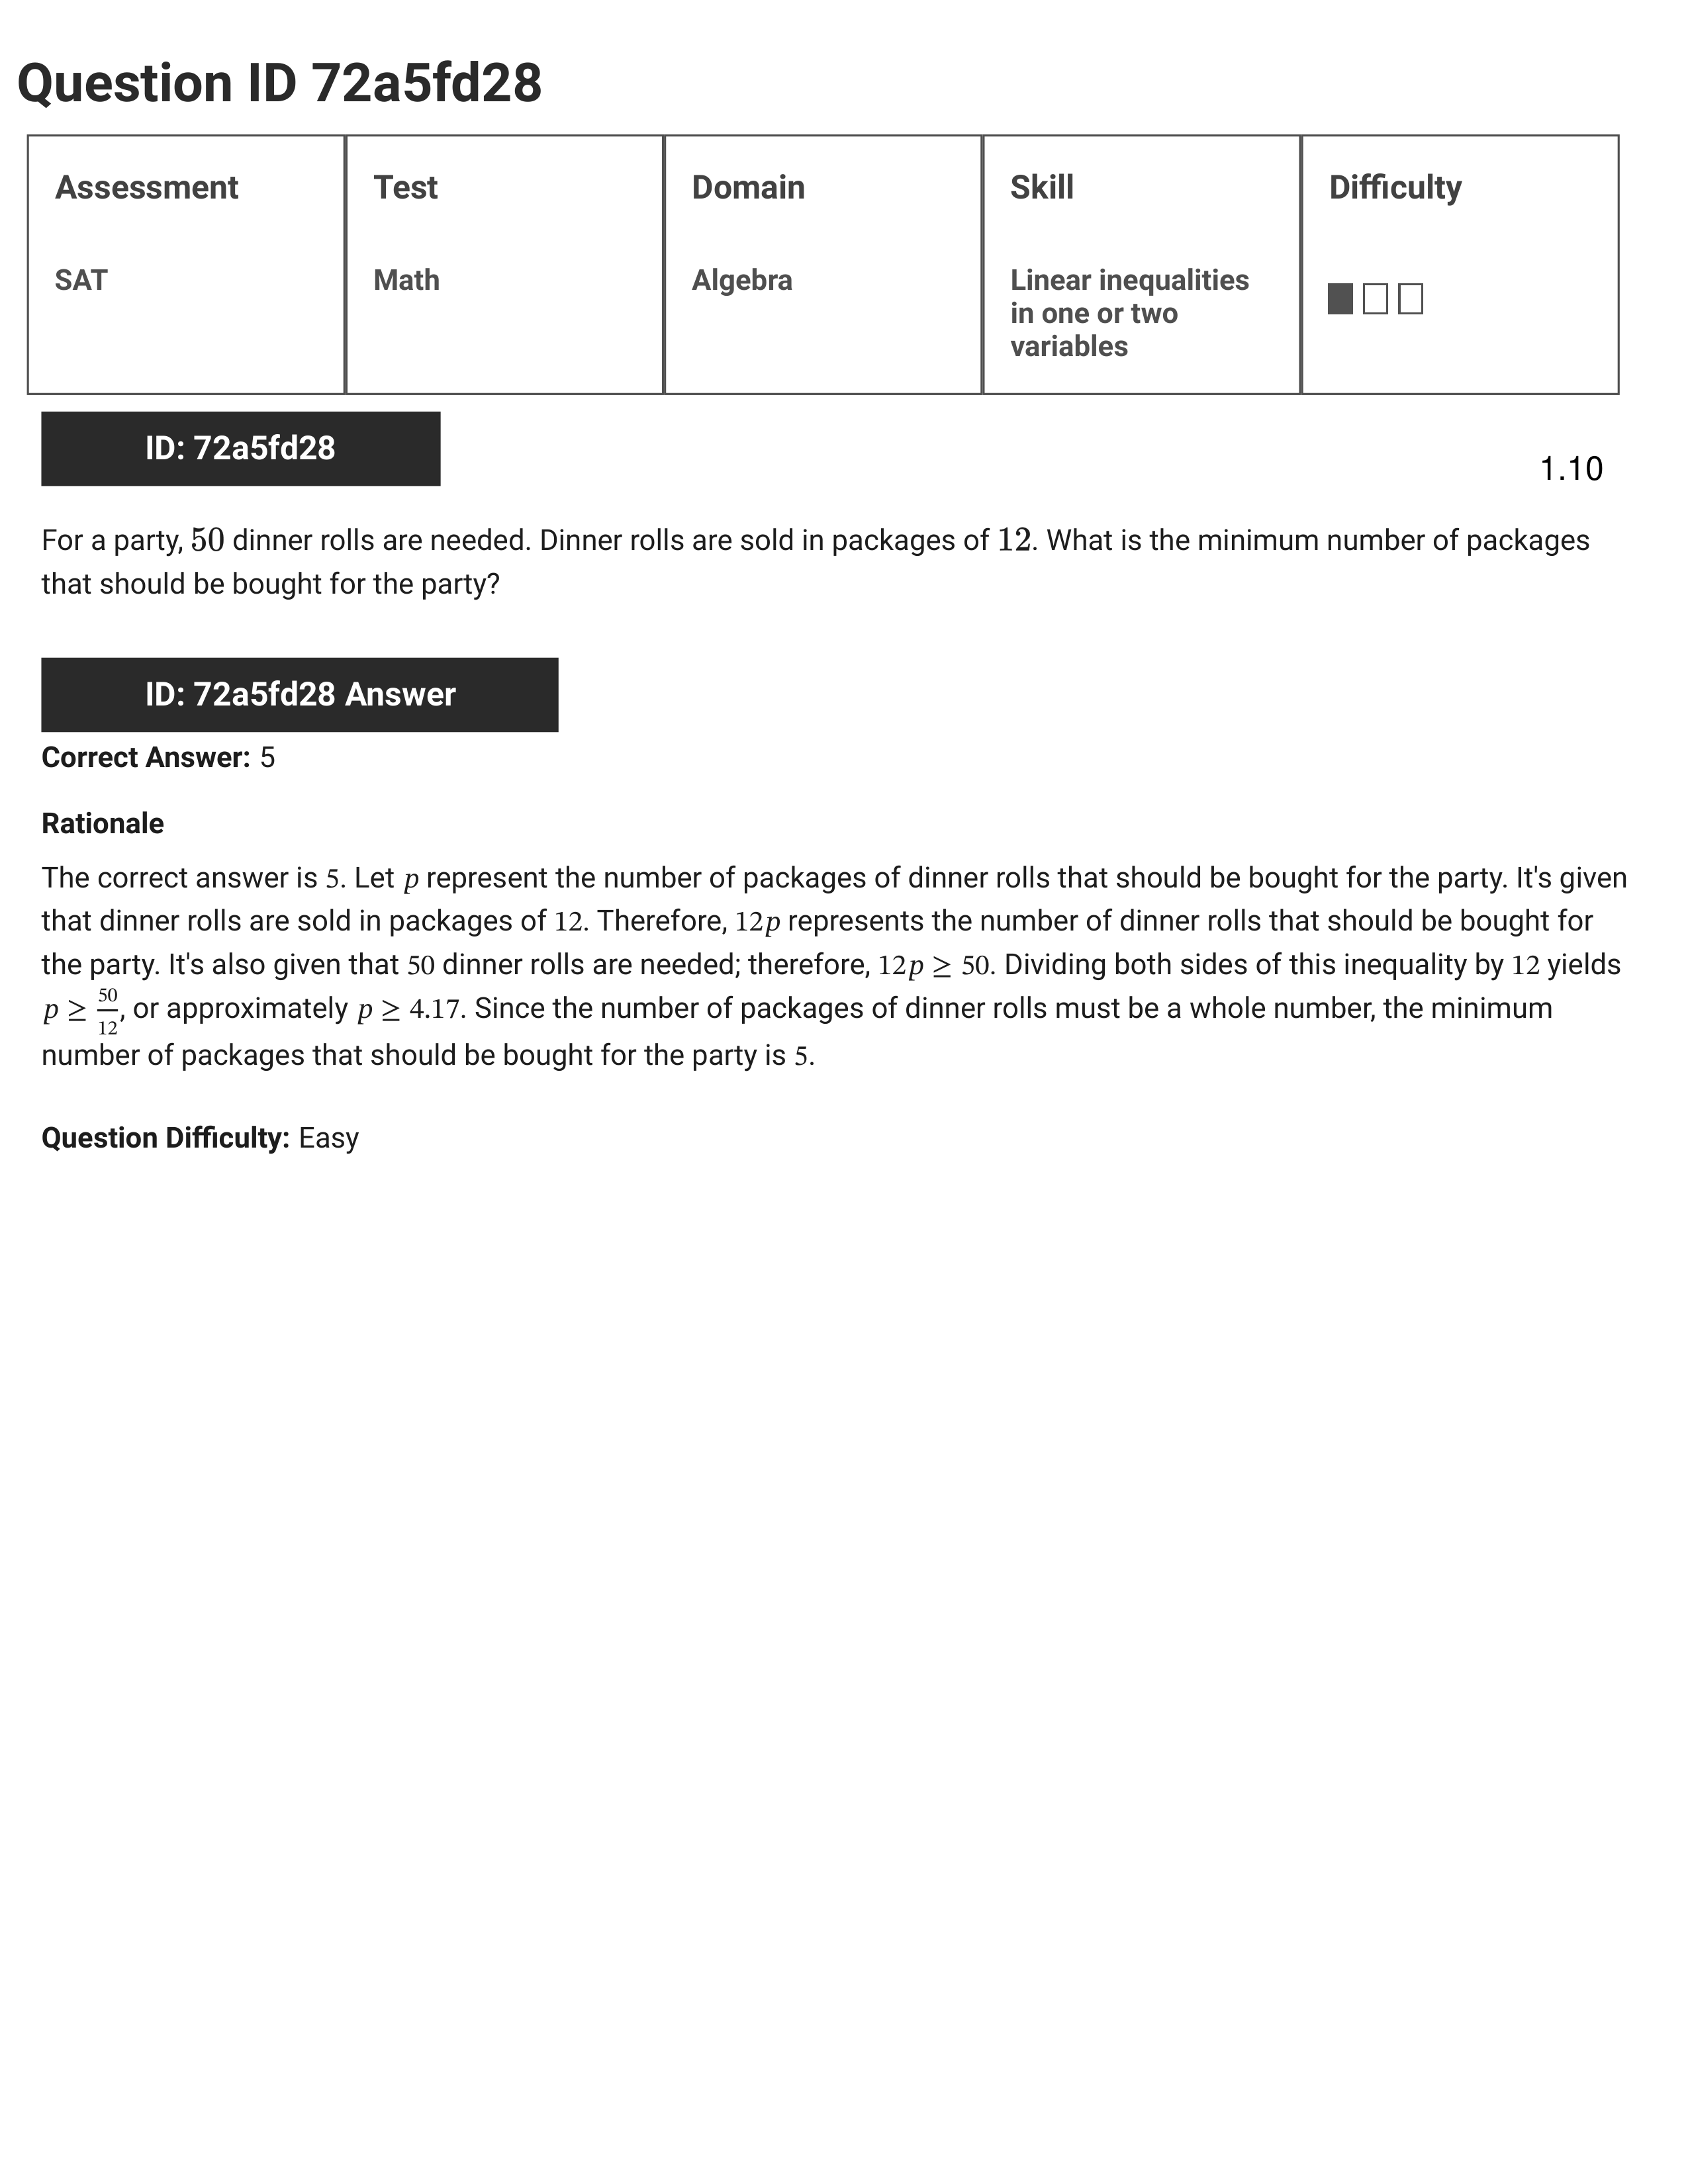 Question ID 72a5fd28
Assessment
Test
Domain
Skill
Difficulty
SAT
Math
Algebra
Linear inequalities
in one or two
variables
ID: 72a5fd28
1.10
For a party, 50 dinner rolls are needed. Dinner rolls are sold in packages of 12. What is the minimum number of packages
that should be bought for the party?
ID: 72a5fd28 Answer
Correct Answer: 5
Rationale
The correct answer is 5. Let p represent the number of packages of dinner rolls that should be bought for the party. It's given
that dinner rolls are sold in packages of 12. Therefore, 12p represents the number of dinner rolls that should be bought for
the party. It's also given that 50 dinner rolls are needed; therefore, 12p ≥ 50. Dividing both sides of this inequality by 12 yields
p ≥ 50/12, or approximately p ≥ 4.17. Since the number of packages of dinner rolls must be a whole number, the minimum
number of packages that should be bought for the party is 5.
Question Difficulty: Easy